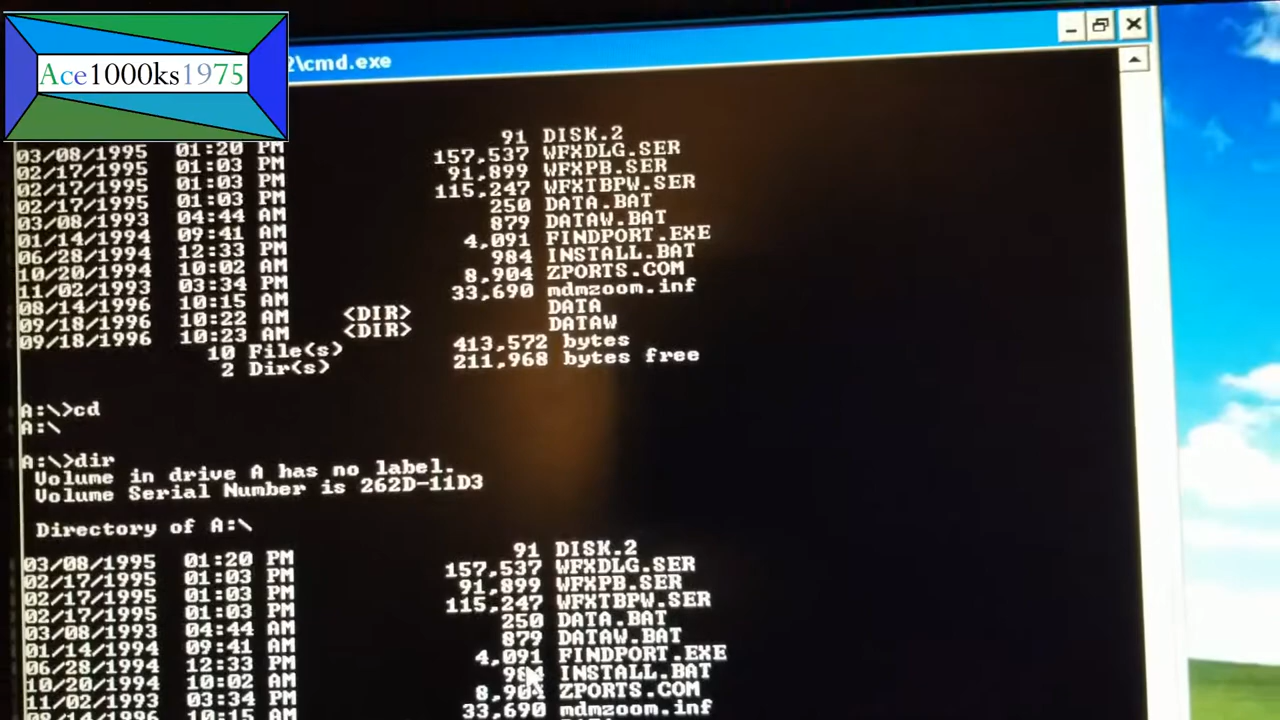 Ace1000ks1975
2\cmd.exe
03/08/1995 01:20 PM 91 DISK.2
02/17/1995 01:03 PM 157,537 WFXDLG.SER
02/17/1995 01:03 PM 91,899 WFXPB.SER
02/17/1995 01:03 PM 115,247 WFXTBPW.SER
03/08/1993 04:44 AM 250 DATA.BAT
01/14/1994 09:41 AM 879 DATAW.BAT
06/28/1994 12:33 PM 4,091 FINDPORT.EXE
10/20/1994 10:02 AM 984 INSTALL.BAT
11/02/1993 03:34 PM 8,904 ZPORTS.COM
08/14/1996 10:15 AM 33,690 mdmzoom.inf
09/18/1996 10:22 AM <DIR> DATA
09/18/1996 10:23 AM <DIR> DATAW
10 File(s) 413,572 bytes
2 Dir(s) 211,968 bytes free
A:\>cd
A:\
A:\>dir
Volume in drive A has no label.
Volume Serial Number is 262D-11D3
Directory of A:\
03/08/1995 01:20 PM 91 DISK.2
02/17/1995 01:03 PM 157,537 WFXDLG.SER
02/17/1995 01:03 PM 91,899 WFXPB.SER
02/17/1995 01:03 PM 115,247 WFXTBPW.SER
03/08/1993 04:44 AM 250 DATA.BAT
01/14/1994 09:41 AM 879 DATAW.BAT
06/28/1994 12:33 PM 4,091 FINDPORT.EXE
10/20/1994 10:02 AM 984 INSTALL.BAT
11/02/1993 03:34 PM 8,904 ZPORTS.COM
08/14/1996 10:15 AM 33,690 mdmzoom.inf